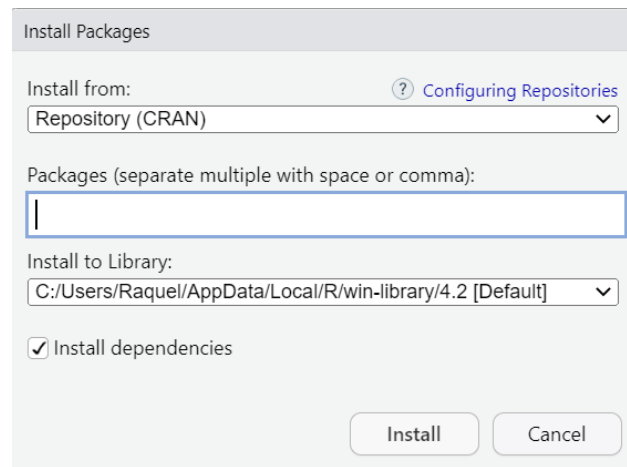 Install Packages
Install from:
? Configuring Repositories
Repository (CRAN)
Packages (separate multiple with space or comma):
Install to Library:
C:/Users/Raquel/AppData/Local/R/win-library/4.2 [Default]
Install dependencies
Install
Cancel